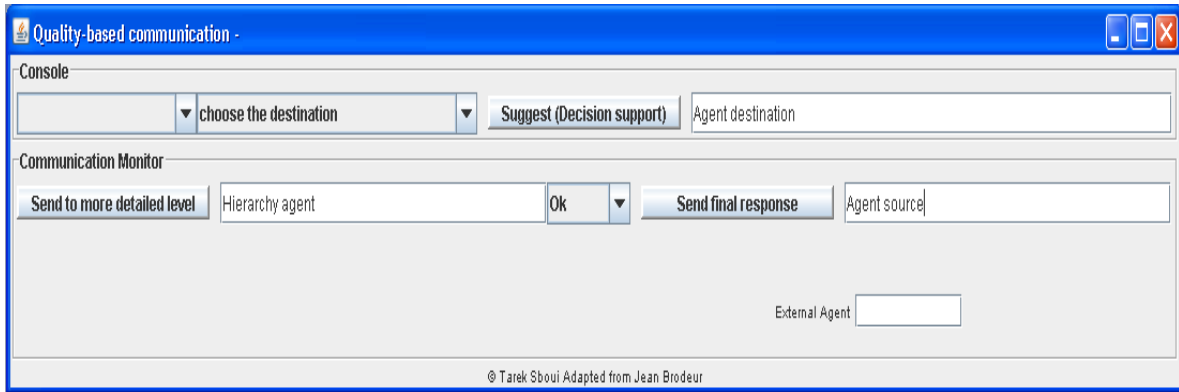 Quality-based communication -
Console
choose the destination Suggest (Decision support) Agent destination
Communication Monitor
Send to more detailed level Hierarchy agent Ok Send final response Agent source
External Agent
© Tarek Sboui Adapted from Jean Brodeur